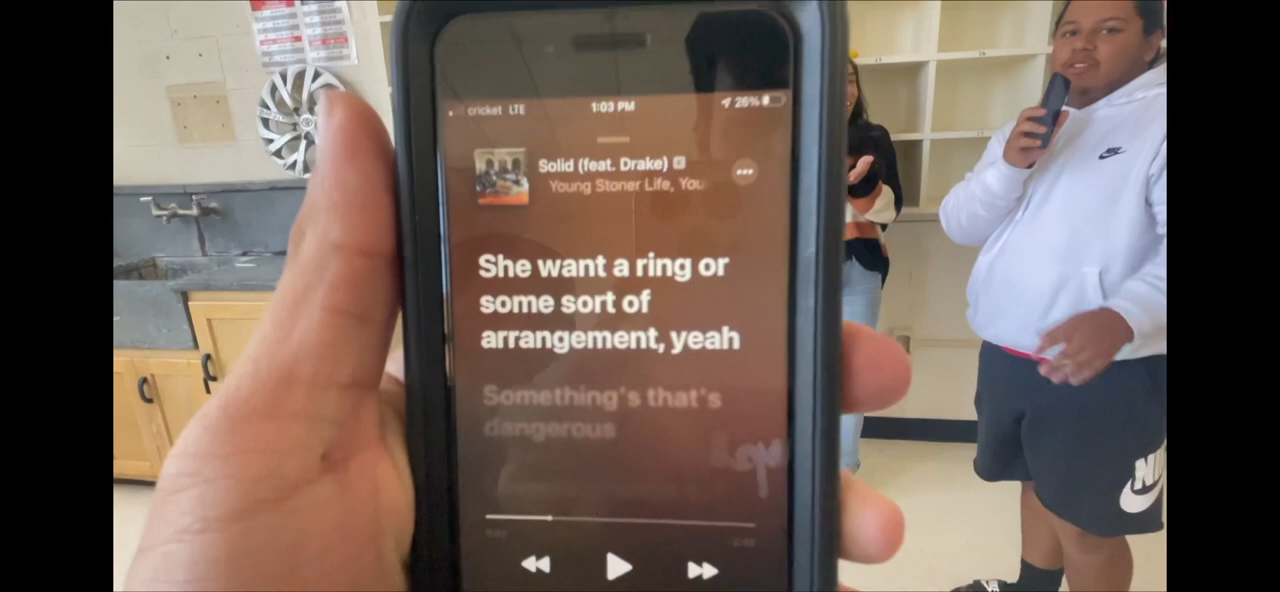 cricket LTE
1:03 PM
26%
Solid (feat. Drake) E
Young Stoner Life, You
She want a ring or
some sort of
arrangement, yeah
Something's that's
dangerous
NIKE